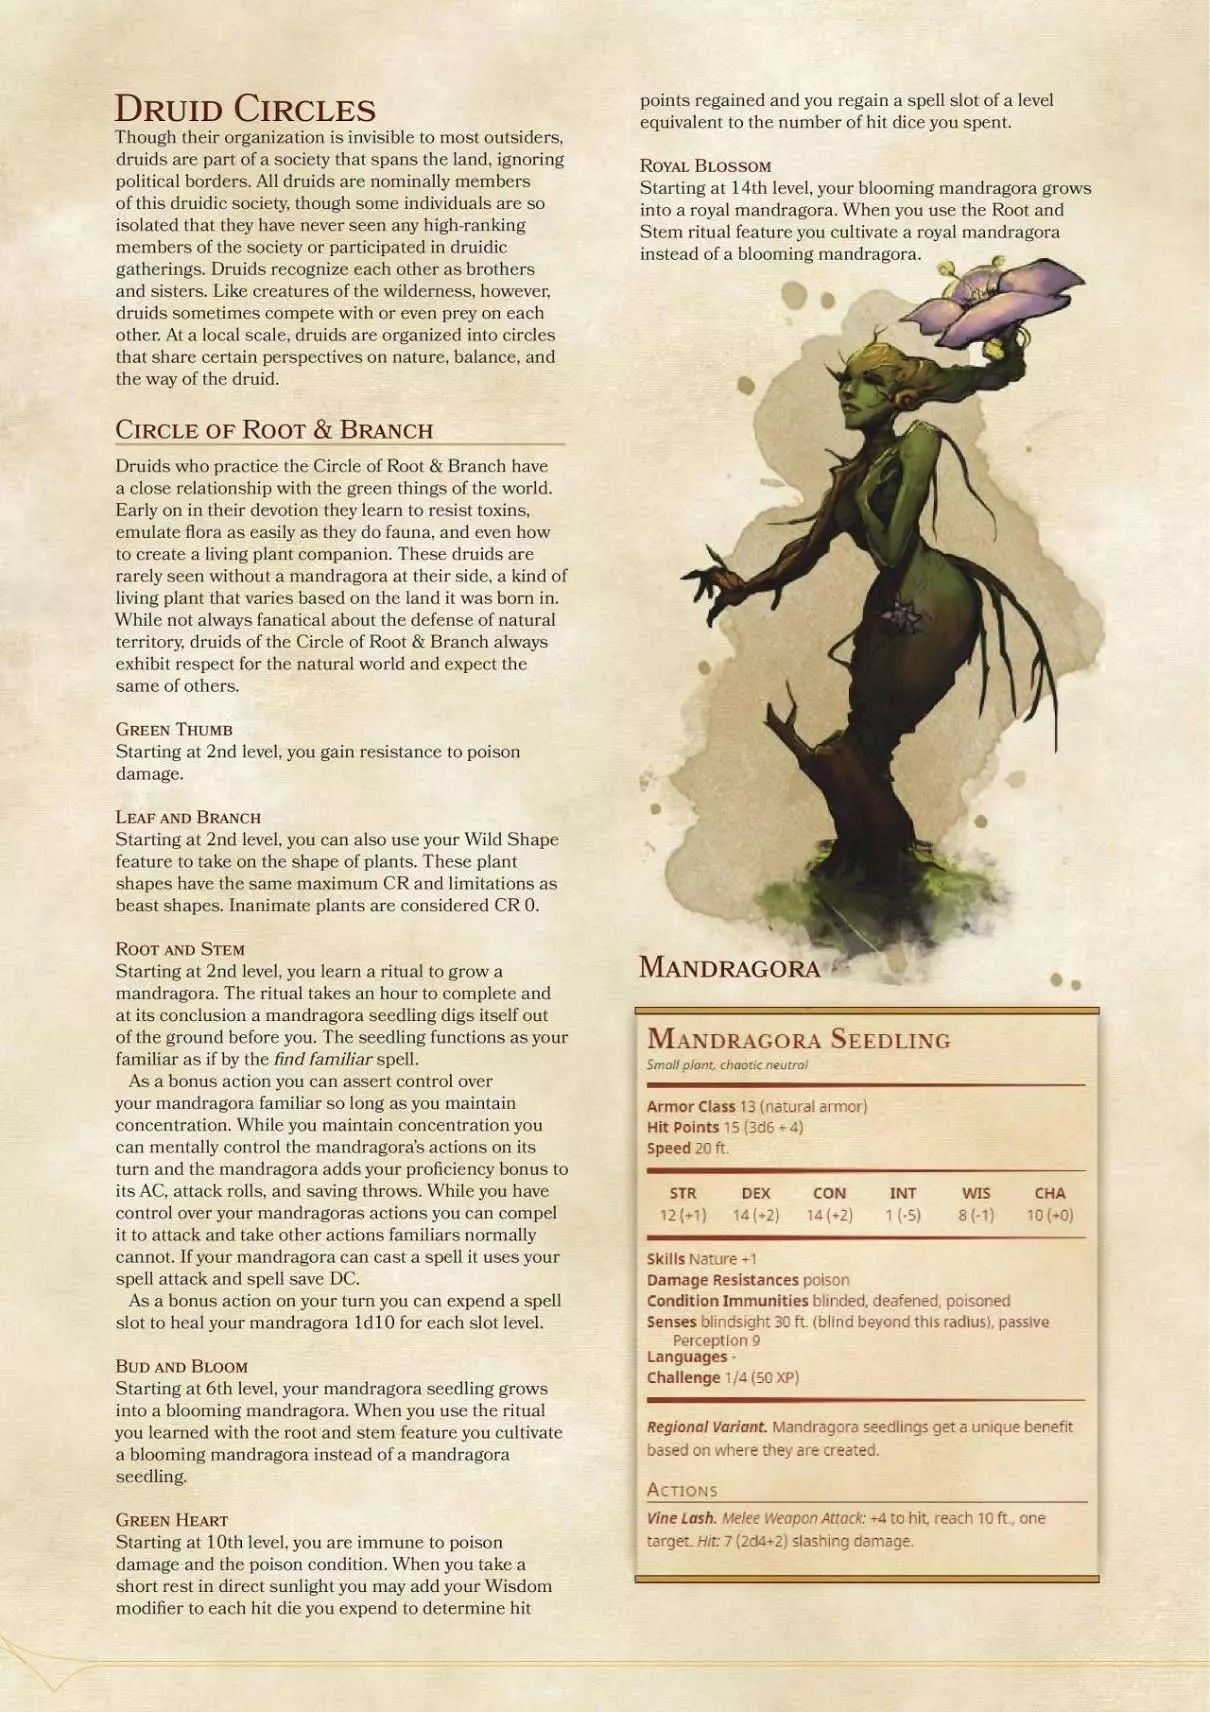 Druid Circles
Though their organization is invisible to most outsiders,
druids are part of a society that spans the land, ignoring
political borders. All druids are nominally members
of this druidic society, though some individuals are so
isolated that they have never seen any high-ranking
members of the society or participated in druidic
gatherings. Druids recognize each other as brothers
and sisters. Like creatures of the wilderness, however,
druids sometimes compete with or even prey on each
other. At a local scale, druids are organized into circles
that share certain perspectives on nature, balance, and
the way of the druid.
Circle of Root & Branch
Druids who practice the Circle of Root & Branch have
a close relationship with the green things of the world.
Early on in their devotion they learn to resist toxins,
emulate flora as easily as they do fauna, and even how
to create a living plant companion. These druids are
rarely seen without a mandragora at their side, a kind of
living plant that varies based on the land it was born in.
While not always fanatical about the defense of natural
territory, druids of the Circle of Root & Branch always
exhibit respect for the natural world and expect the
same of others.
Green Thumb
Starting at 2nd level, you gain resistance to poison
damage.
Leaf and Branch
Starting at 2nd level, you can also use your Wild Shape
feature to take on the shape of plants. These plant
shapes have the same maximum CR and limitations as
beast shapes. Inanimate plants are considered CR 0.
Root and Stem
Starting at 2nd level, you learn a ritual to grow a
mandragora. The ritual takes an hour to complete and
at its conclusion a mandragora seedling digs itself out
of the ground before you. The seedling functions as your
familiar as if by the find familiar spell.
As a bonus action you can assert control over
your mandragora familiar so long as you maintain
concentration. While you maintain concentration you
can mentally control the mandragora's actions on its
turn and the mandragora adds your proficiency bonus to
its AC, attack rolls, and saving throws. While you have
control over your mandragoras actions you can compel
it to attack and take other actions familiars normally
cannot. If your mandragora can cast a spell it uses your
spell attack and spell save DC.
As a bonus action on your turn you can expend a spell
slot to heal your mandragora 1d10 for each slot level.
Bud and Bloom
Starting at 6th level, your mandragora seedling grows
into a blooming mandragora. When you use the ritual
you learned with the root and stem feature you cultivate
a blooming mandragora instead of a mandragora
seedling.
Green Heart
Starting at 10th level, you are immune to poison
damage and the poison condition. When you take a
short rest in direct sunlight you may add your Wisdom
modifier to each hit die you expend to determine hit
points regained and you regain a spell slot of a level
equivalent to the number of hit dice you spent.
Royal Blossom
Starting at 14th level, your blooming mandragora grows
into a royal mandragora. When you use the Root and
Stem ritual feature you cultivate a royal mandragora
instead of a blooming mandragora.
Mandragora
Mandragora Seedling
Small plant, chaotic neutral
Armor Class 13 (natural armor)
Hit Points 15 (3d6 + 4)
Speed 20 ft.
STR DEX CON INT WIS CHA
12 (+1) 14 (+2) 14 (+2) 1 (-5) 8 (-1) 10 (+0)
Skills Nature +1
Damage Resistances poison
Condition Immunities blinded, deafened, poisoned
Senses blindsight 30 ft. (blind beyond this radius), passive
Perception 9
Languages -
Challenge 1/4 (50 XP)
Regional Variant. Mandragora seedlings get a unique benefit
based on where they are created.
Actions
Vine Lash. Melee Weapon Attack: +4 to hit, reach 10 ft., one
target. Hit: 7 (2d4+2) slashing damage.